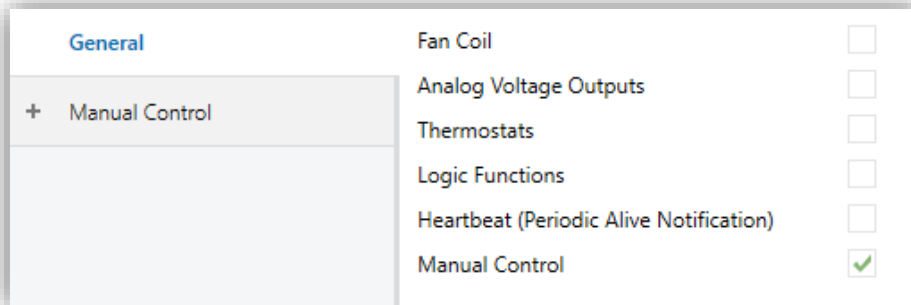 General
+ Manual Control
Fan Coil
Analog Voltage Outputs
Thermostats
Logic Functions
Heartbeat (Periodic Alive Notification)
Manual Control